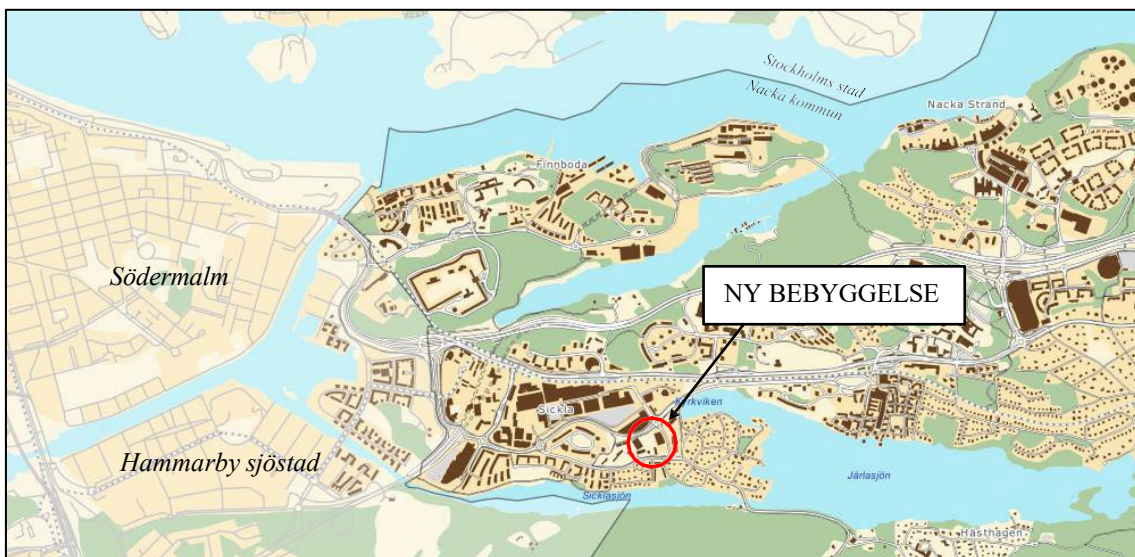 Stockholms stad
Nacka kommun
Nacka Strand
Finnboda
Södermalm
NY BEBYGGELSE
Kyrkviken
Sickla
Hammarby sjöstad
Järlasjön
Sicklasjön
Hästhagen